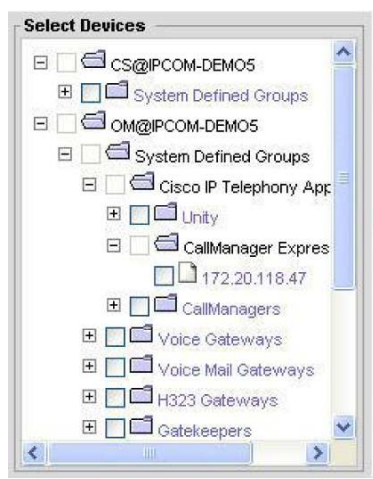 Select Devices
CS@IPCOM-DEMO5
System Defined Groups
OM@IPCOM-DEMO5
System Defined Groups
Cisco IP Telephony App
Unity
CallManager Expres
172.20.118.47
CallManagers
Voice Gateways
Voice Mail Gateways
H323 Gateways
Gatekeepers